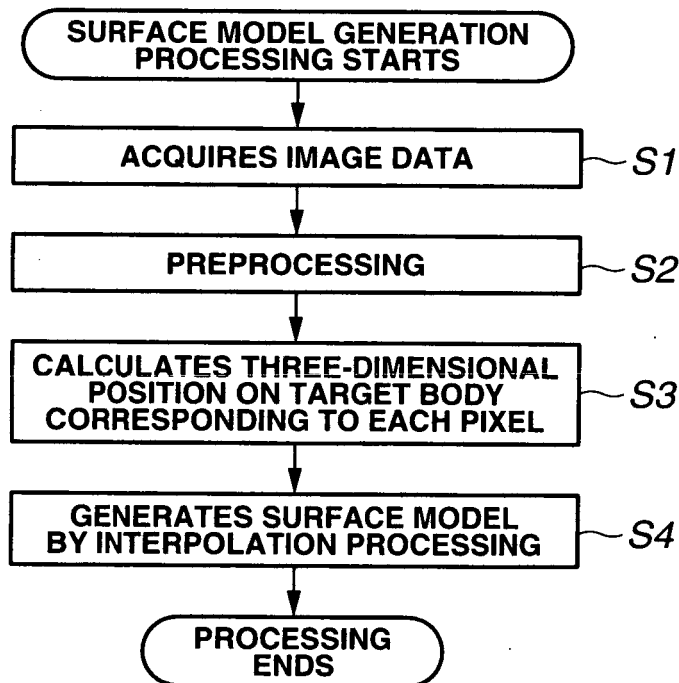 SURFACE MODEL GENERATION
PROCESSING STARTS
ACQUIRES IMAGE DATA
S1
PREPROCESSING
S2
CALCULATES THREE-DIMENSIONAL
POSITION ON TARGET BODY
CORRESPONDING TO EACH PIXEL
S3
GENERATES SURFACE MODEL
BY INTERPOLATION PROCESSING
S4
PROCESSING
ENDS